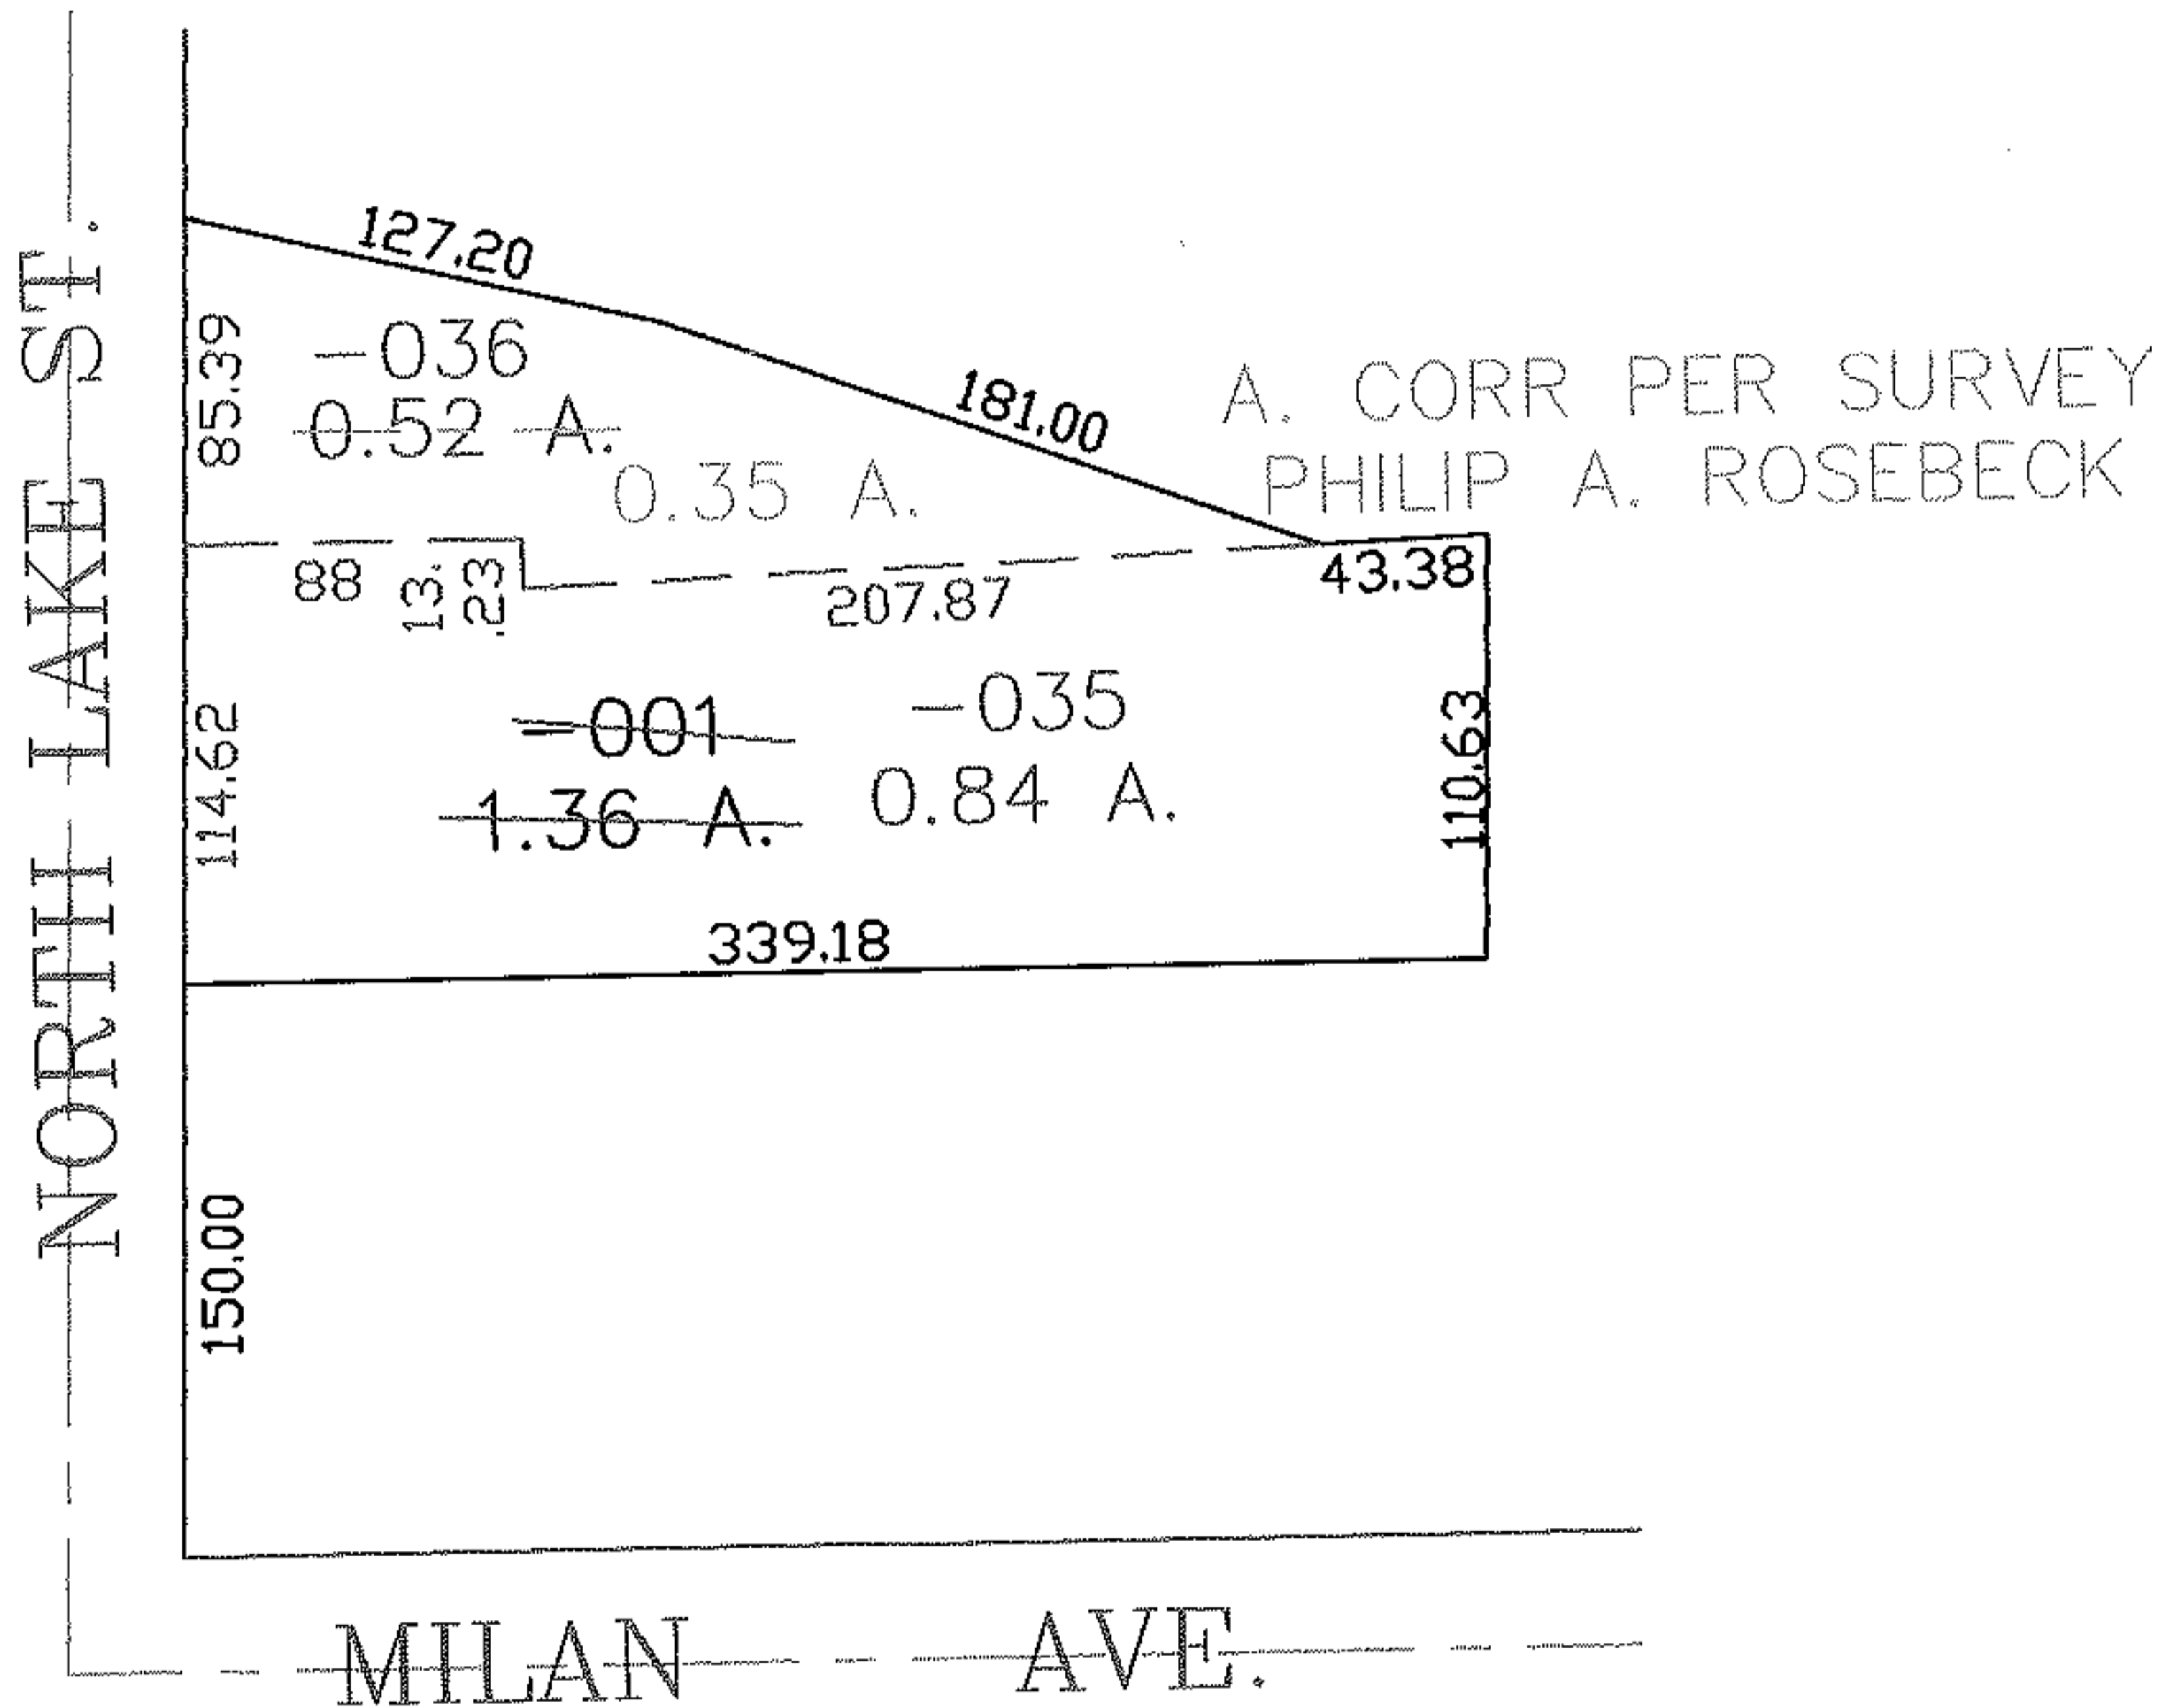 127.20
85.39
-036
0.52 A.
0.35 A.
181.00
A. CORR PER SURVEY
PHILIP A. ROSEBECK
88
13.
.23
207.87
43.38
NORTH LAKE ST.
114.62
-001
1.36 A.
-035
0.84 A.
110.63
339.18
150.00
MILAN AVE.